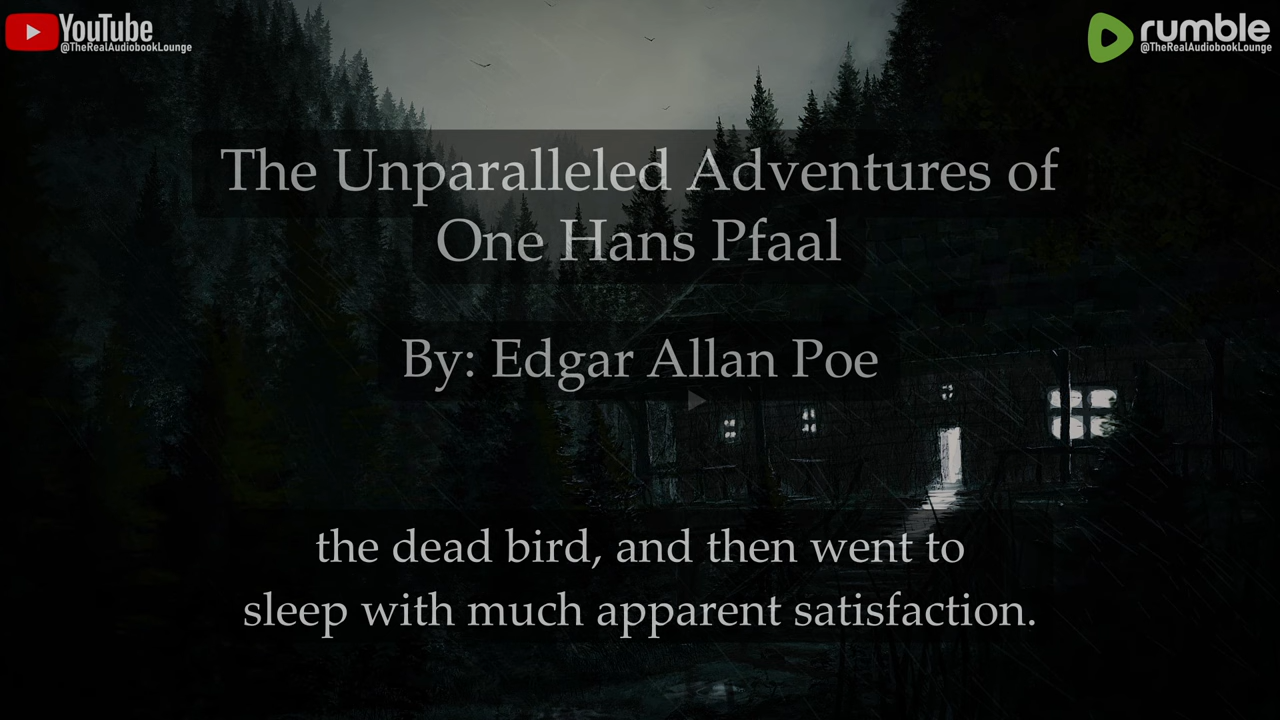 YouTube
@TheRealAudiobookLounge
rumble
@TheRealAudiobookLounge
The Unparalleled Adventures of
One Hans Pfaal
By: Edgar Allan Poe
the dead bird, and then went to
sleep with much apparent satisfaction.